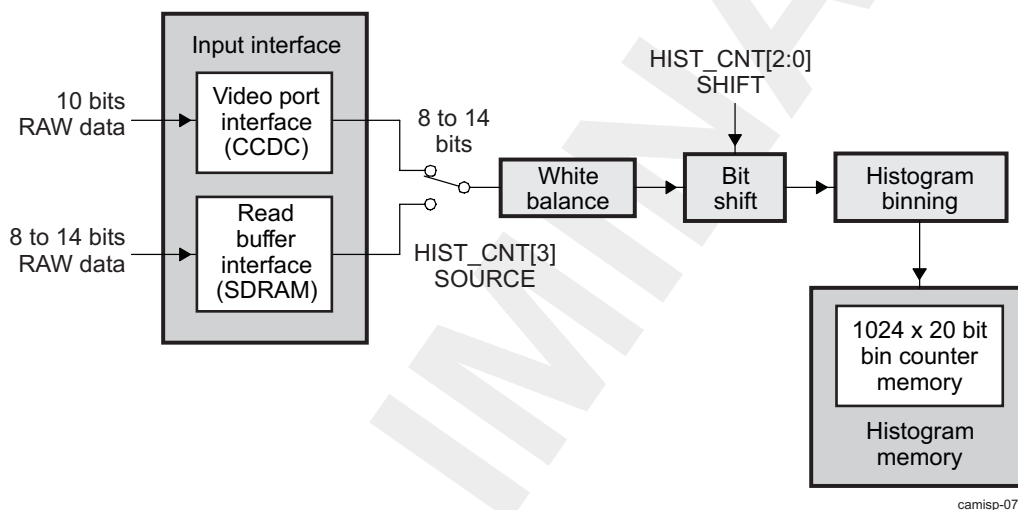 Input interface
10 bits
RAW data
Video port
interface
(CCDC)
8 to 14 bits
RAW data
Read
buffer
interface
(SDRAM)
8 to 14
bits
HIST_CNT[3]
SOURCE
White
balance
HIST_CNT[2:0]
SHIFT
Bit
shift
Histogram
binning
1024 x 20 bit
bin counter
memory
Histogram
memory
camisp-07